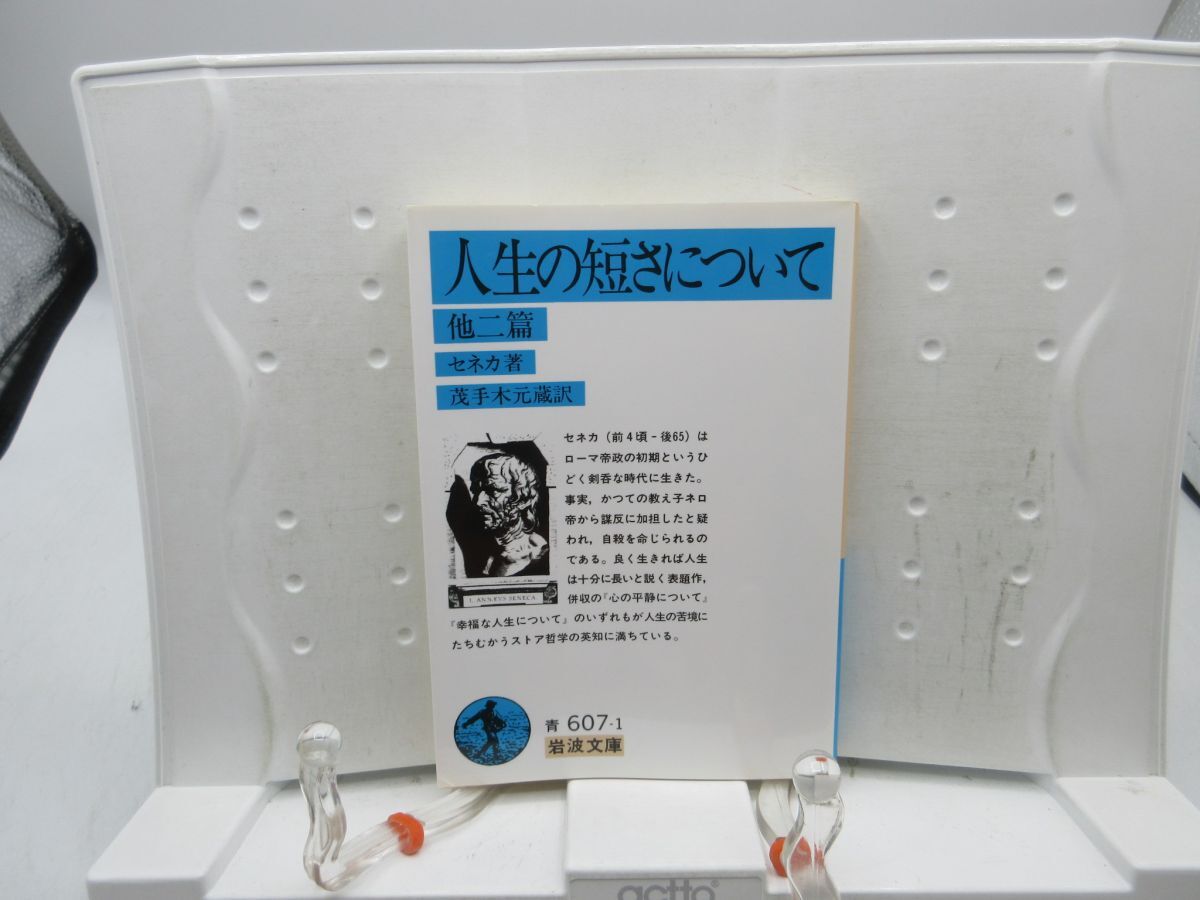 人生の短さについて
他二篇
セネカ著
茂手木元蔵訳
セネカ(前4頃-後65)は
ローマ帝政の初期というひ
どく剣呑な時代に生きた。
事実，かつての教え子ネロ
帝から謀反に加担したと疑
われ，自殺を命じられるの
である。良く生きれば人生
は十分に長いと説く表題作，
併収の『心の平静について』
『幸福な人生について』のいずれもが人生の苦境に
たちむかうストア哲学の英知に満ちている。
L. ANNÆVS SENECA.
青 607-1
岩波文庫
actto®